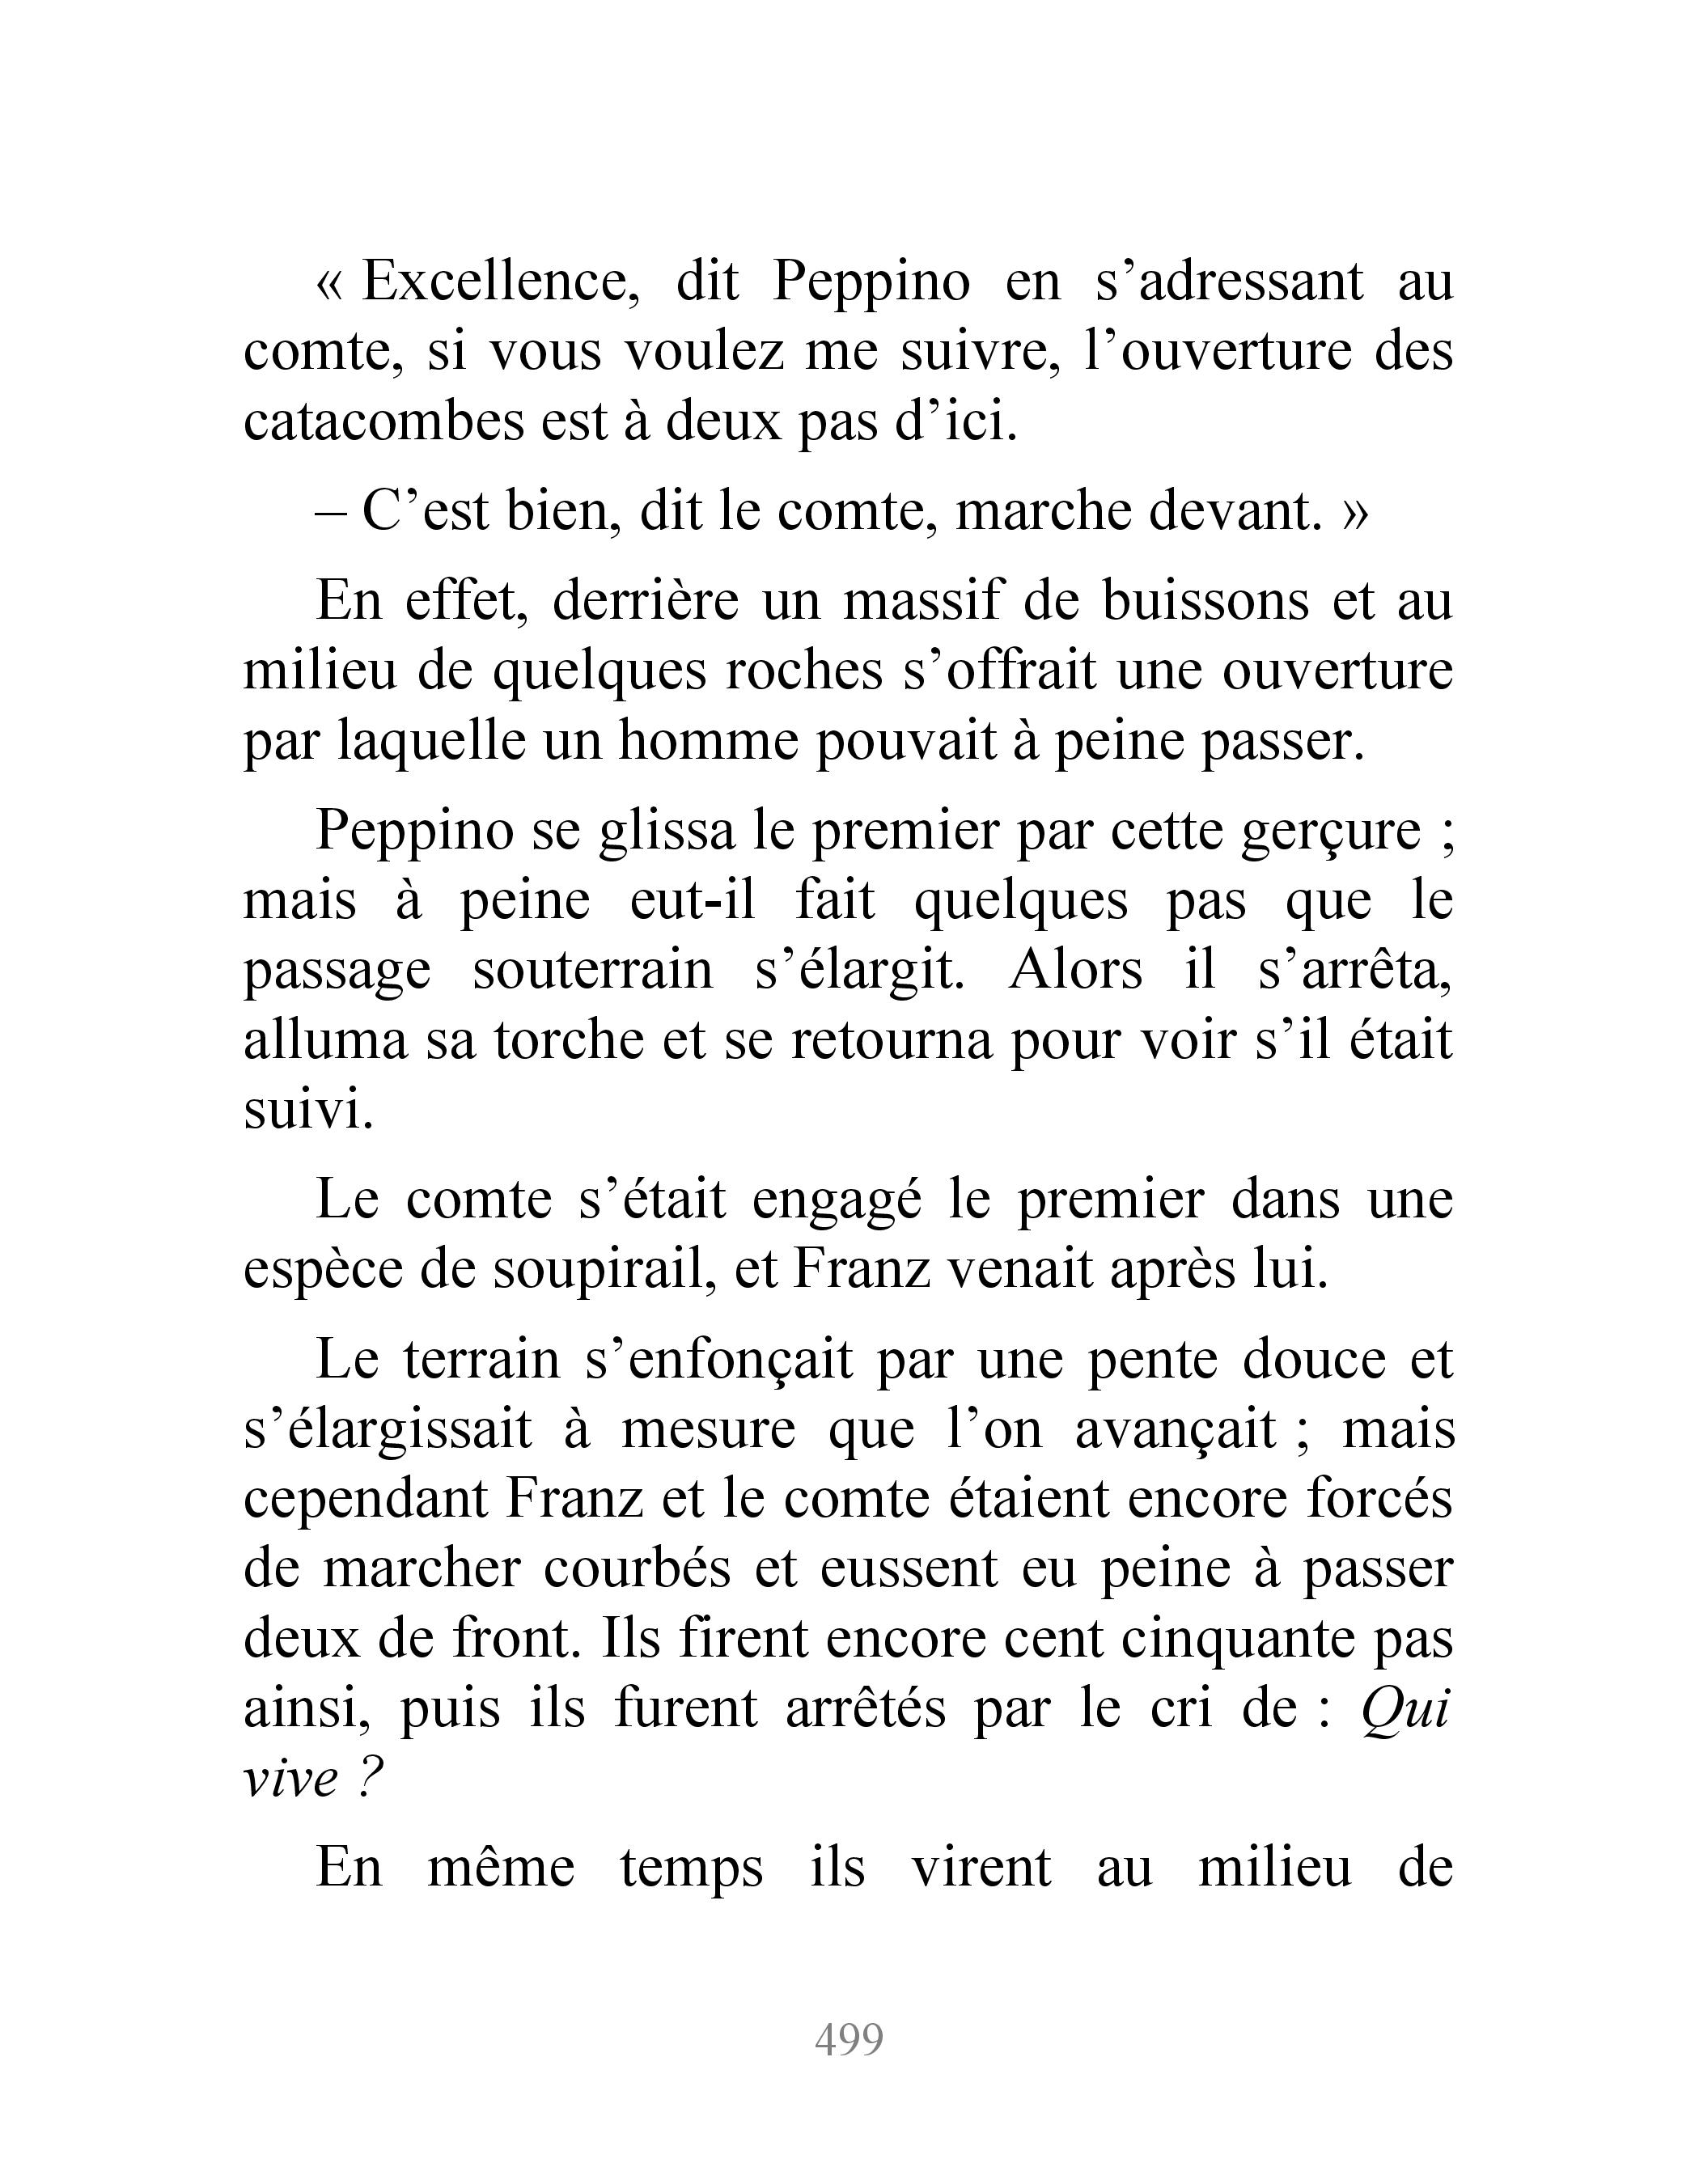 « Excellence, dit Peppino en s’adressant au
comte, si vous voulez me suivre, l’ouverture des
catacombes est à deux pas d’ici.
– C’est bien, dit le comte, marche devant. »
En effet, derrière un massif de buissons et au
milieu de quelques roches s’offrait une ouverture
par laquelle un homme pouvait à peine passer.
Peppino se glissa le premier par cette gerçure ;
mais à peine eut-il fait quelques pas que le
passage souterrain s’élargit. Alors il s’arrêta,
alluma sa torche et se retourna pour voir s’il était
suivi.
Le comte s’était engagé le premier dans une
espèce de soupirail, et Franz venait après lui.
Le terrain s’enfonçait par une pente douce et
s’élargissait à mesure que l’on avançait ; mais
cependant Franz et le comte étaient encore forcés
de marcher courbés et eussent eu peine à passer
deux de front. Ils firent encore cent cinquante pas
ainsi, puis ils furent arrêtés par le cri de : Qui
vive ?
En même temps ils virent au milieu de
499